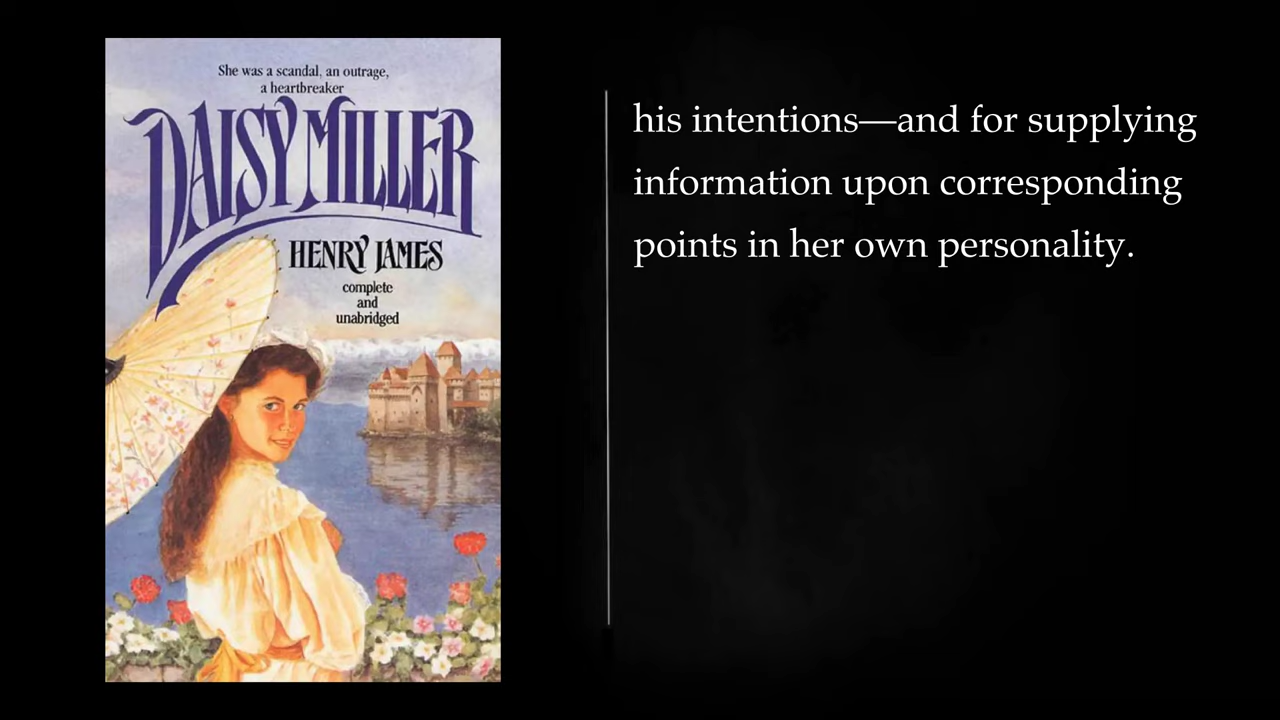 She was a scandal, an outrage,
a heartbreaker
DAISY MILLER
HENRY JAMES
complete
and
unabridged
his intentions—and for supplying
information upon corresponding
points in her own personality.